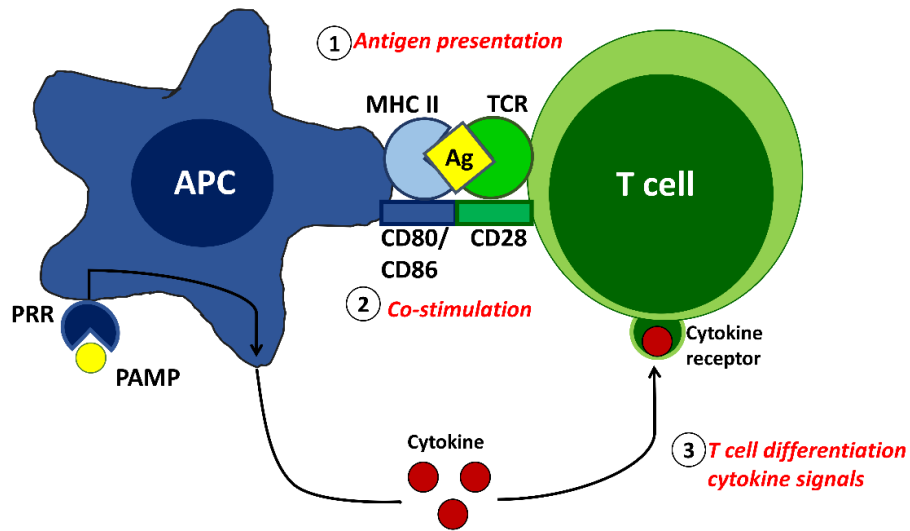 1 Antigen presentation
MHC II
TCR
Ag
APC
T cell
CD80/
CD86
CD28
2 Co-stimulation
PRR
PAMP
Cytokine
receptor
Cytokine
3 T cell differentiation
cytokine signals